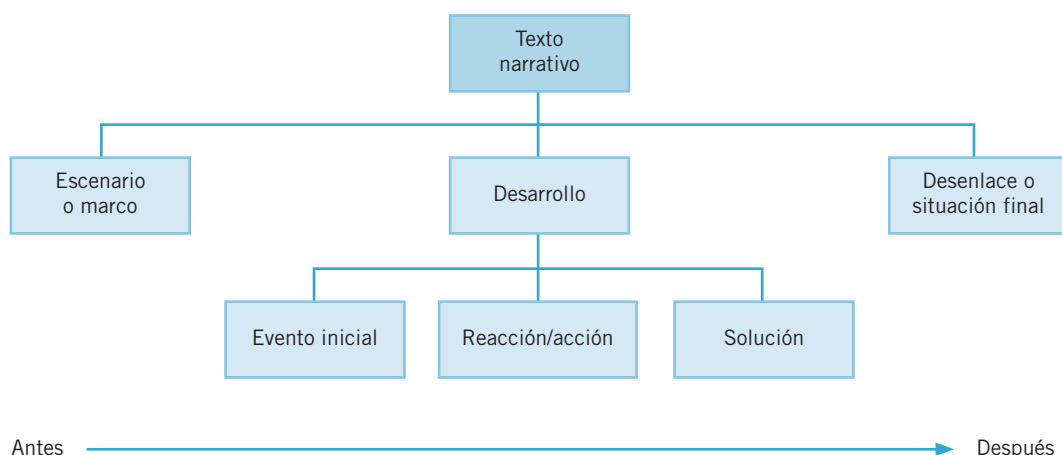 Texto
narrativo
Escenario
o marco
Desarrollo
Desenlace o
situación final
Evento inicial
Reacción/acción
Solución
Antes
Después